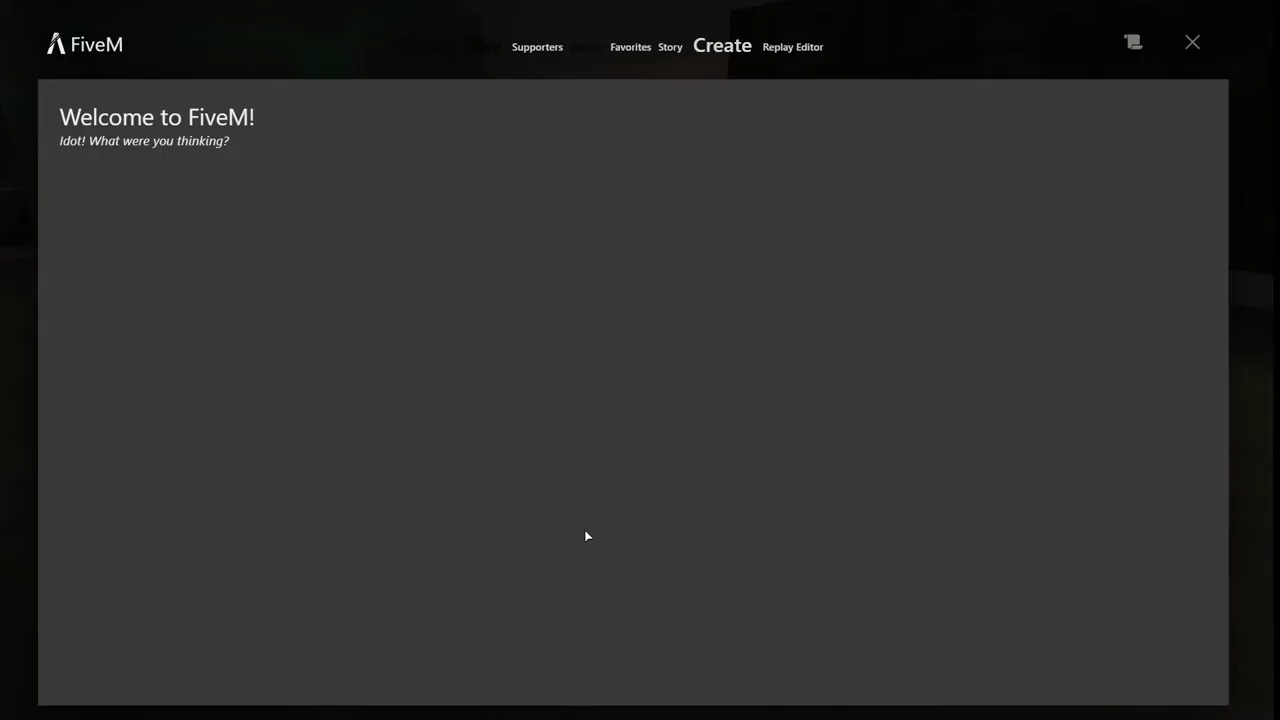 FiveM
Supporters Favorites Story Create Replay Editor
Welcome to FiveM!
Idot! What were you thinking?